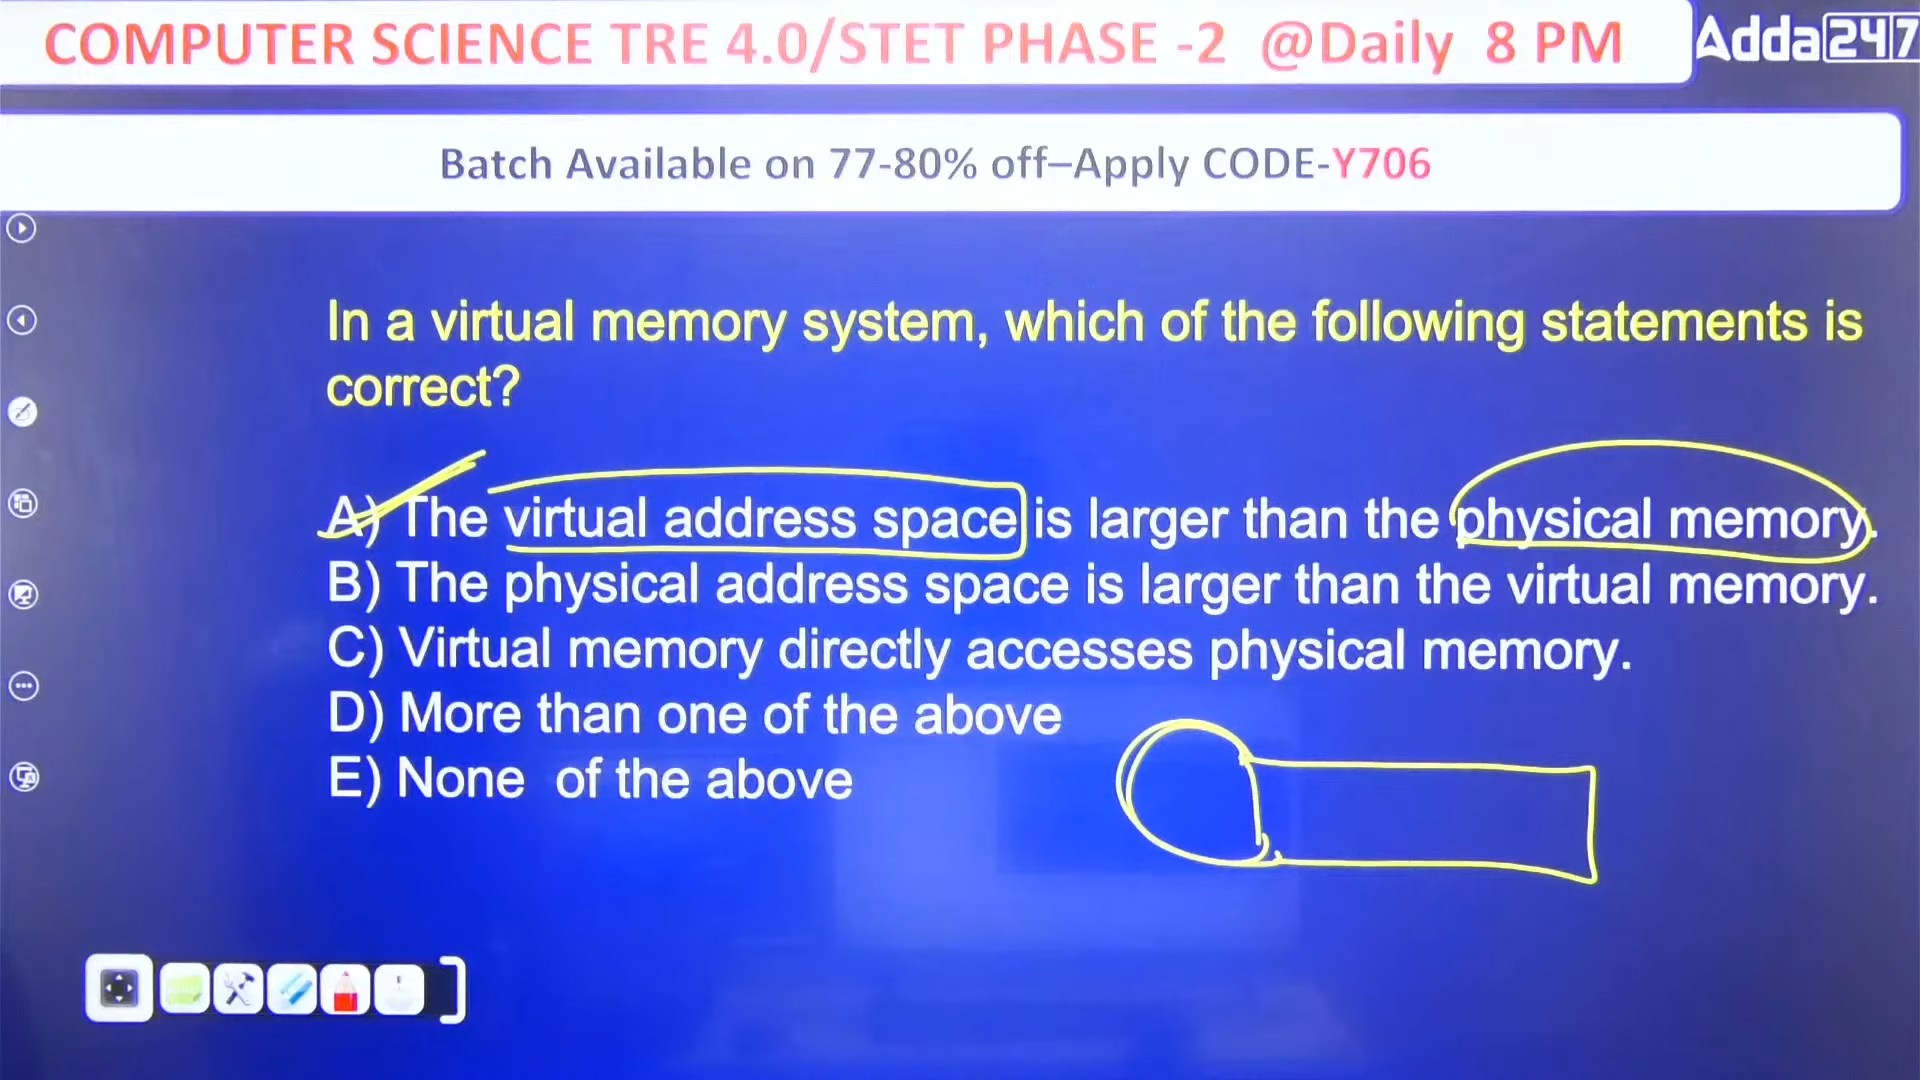 COMPUTER SCIENCE TRE 4.0/STET PHASE -2 @Daily 8 PM
Adda247
Batch Available on 77-80% off–Apply CODE-Y706
In a virtual memory system, which of the following statements is
correct?
A) The virtual address space is larger than the physical memory.
B) The physical address space is larger than the virtual memory.
C) Virtual memory directly accesses physical memory.
D) More than one of the above
E) None of the above